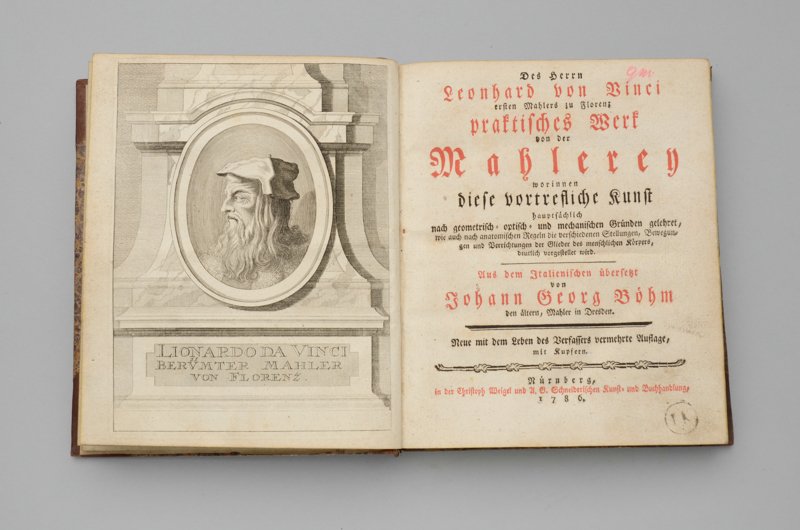 LIONARDO DA VINCI
BERV̈MTER MAHLER
VON FLORENZ.
Des Herrn
Leonhard von Vinci
ersten Mahlers zu Florenz
praktisches Werk
von der
Mahlerey
worinnen
diese vortrefliche Kunst
hauptsächlich
nach geometrisch- optisch- und mechanischen Gründen gelehret,
wie auch nach anatomischen Regeln die verschiedenen Stellungen, Bewegun-
gen und Verrichtungen der Glieder des menschlichen Körpers,
deutlich vorgestellet wird.
Aus dem Italienischen übersetzt
von
Johann Georg Böhm
den ältern, Mahler in Dresden.
Neue mit dem Leben des Verfassers vermehrte Auflage,
mit Kupfern.
Nürnberg,
in der Christoph Weigel und A. G. Schneiderischen Kunst- und Buchhandlung,
1786.